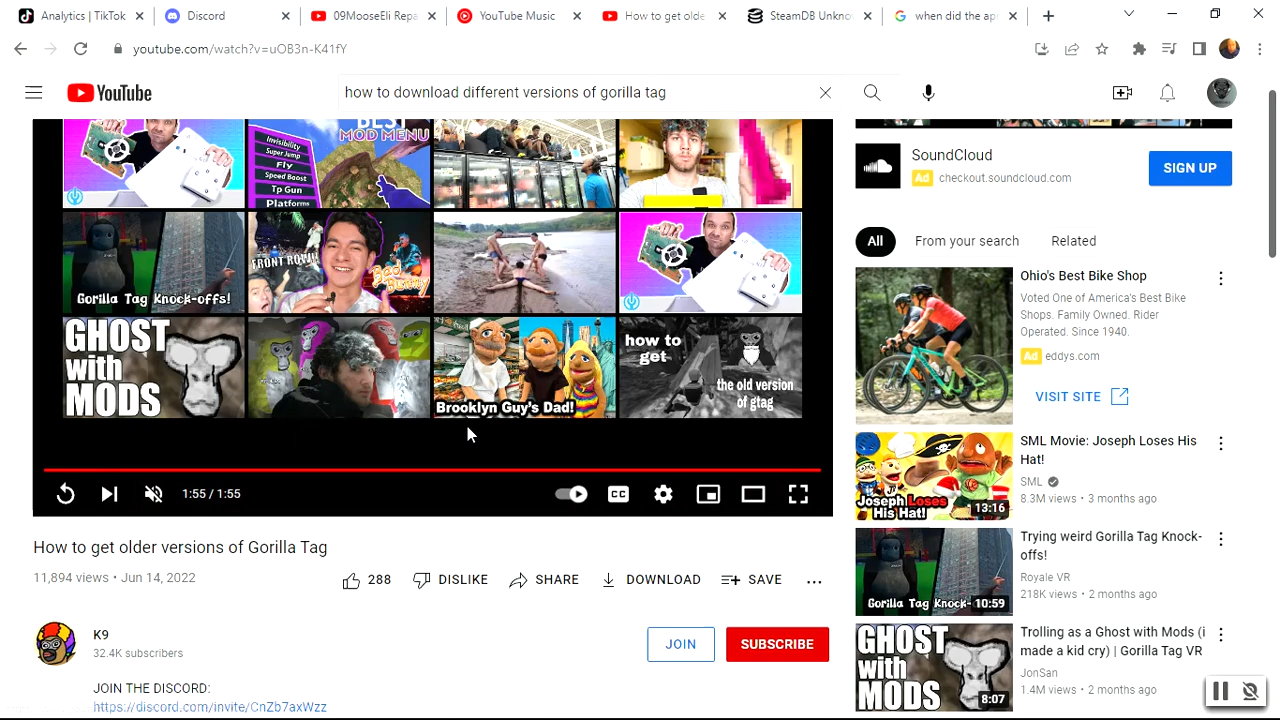 Analytics | TikTok
Discord
09MooseEli Repa
YouTube Music
How to get olde
SteamDB Unkno
when did the ap
youtube.com/watch?v=uOB3n-K41fY
YouTube
how to download different versions of gorilla tag
BEST
MOD MENU
Invisibility
Super Jump
Fly
Speed Boost
Tp Gun
Platforms
Gorilla Tag Knock-offs!
FRONT ROW!
Bad
Bunny
GHOST
with
MODS
Brooklyn Guy's Dad!
how to
get
the old version
of gtag
1:55 / 1:55
CC
How to get older versions of Gorilla Tag
11,894 views • Jun 14, 2022
288
DISLIKE
SHARE
DOWNLOAD
SAVE
K9
32.4K subscribers
JOIN
SUBSCRIBE
JOIN THE DISCORD:
https://discord.com/invite/CnZb7axWzz
SoundCloud
Ad checkout.soundcloud.com
SIGN UP
All
From your search
Related
Ohio's Best Bike Shop
Voted One of America's Best Bike
Shops. Family Owned. Rider
Operated. Since 1940.
Ad eddys.com
VISIT SITE
Joseph Loses
His Hat!
13:16
SML Movie: Joseph Loses His
Hat!
SML
8.3M views • 3 months ago
Gorilla Tag Knock-
10:59
Trying weird Gorilla Tag Knock-
offs!
Royale VR
218K views • 2 months ago
GHOST
with
MODS
8:07
Trolling as a Ghost with Mods (i
made a kid cry) | Gorilla Tag VR
JonSan
1.4M views • 2 months ago